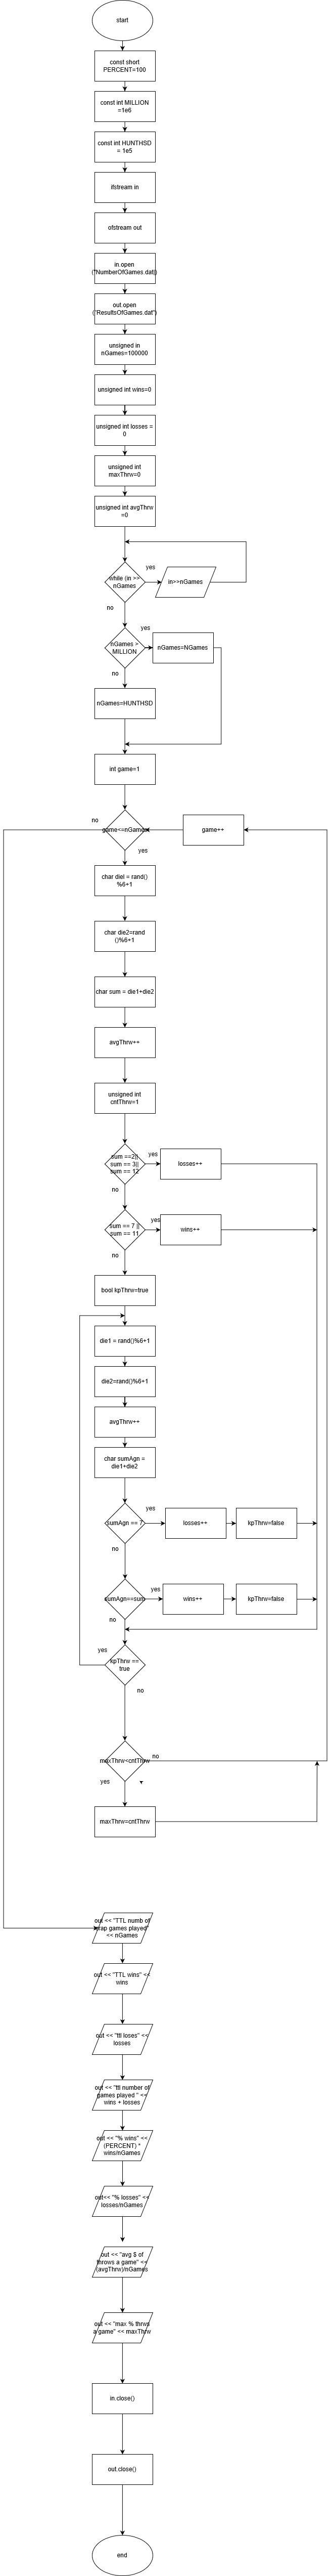 start
const short
PERCENT=100
const int MILLION
=1e6
const int HUNTHSD
= 1e5
ifstream in
ofstream out
in.open
("NumberOfGames.dat|)
out.open
("ResultsOfGames.dat")
unsigned in
nGames=100000
unsigned int wins=0
unsigned int losses =
0
unsigned int
maxThrw=0
unsigned int avgThrw
=0
while (in >>
nGames
yes
in>>nGames
no
nGames >
MILLION
yes
nGames=NGames
no
nGames=HUNTHSD
int game=1
no
game<=nGames
game++
yes
char diel = rand()
%6+1
char die2=rand
()%6+1
char sum = die1+die2
avgThrw++
unsigned int
cntThrw=1
sum ==2||
sum == 3||
sum == 12
yes
losses++
no
sum == 7 ||
sum == 11
yes
wins++
no
bool kpThrw=true
die1 = rand()%6+1
die2=rand()%6+1
avgThrw++
char sumAgn =
die1+die2
sumAgn == 7
yes
losses++
kpThrw=false
no
sumAgn==sum
yes
wins++
kpThrw=false
no
yes
kpThrw ==
true
no
maxThrw<cntThrw
no
yes
maxThrw=cntThrw
out << "TTL numb of
crap games played"
<< nGames
out << "TTL wins" <<
wins
out << "ttl loses" <<
losses
out << "ttl number of
games played " <<
wins + losses
out << "% wins" <<
(PERCENT) *
wins/nGames
out<< "% losses" <<
losses/nGames
out << "avg $ of
throws a game" <<
(avgThrw)/nGames
out << "max % thrws
a game" << maxThrw
in.close()
out.close()
end